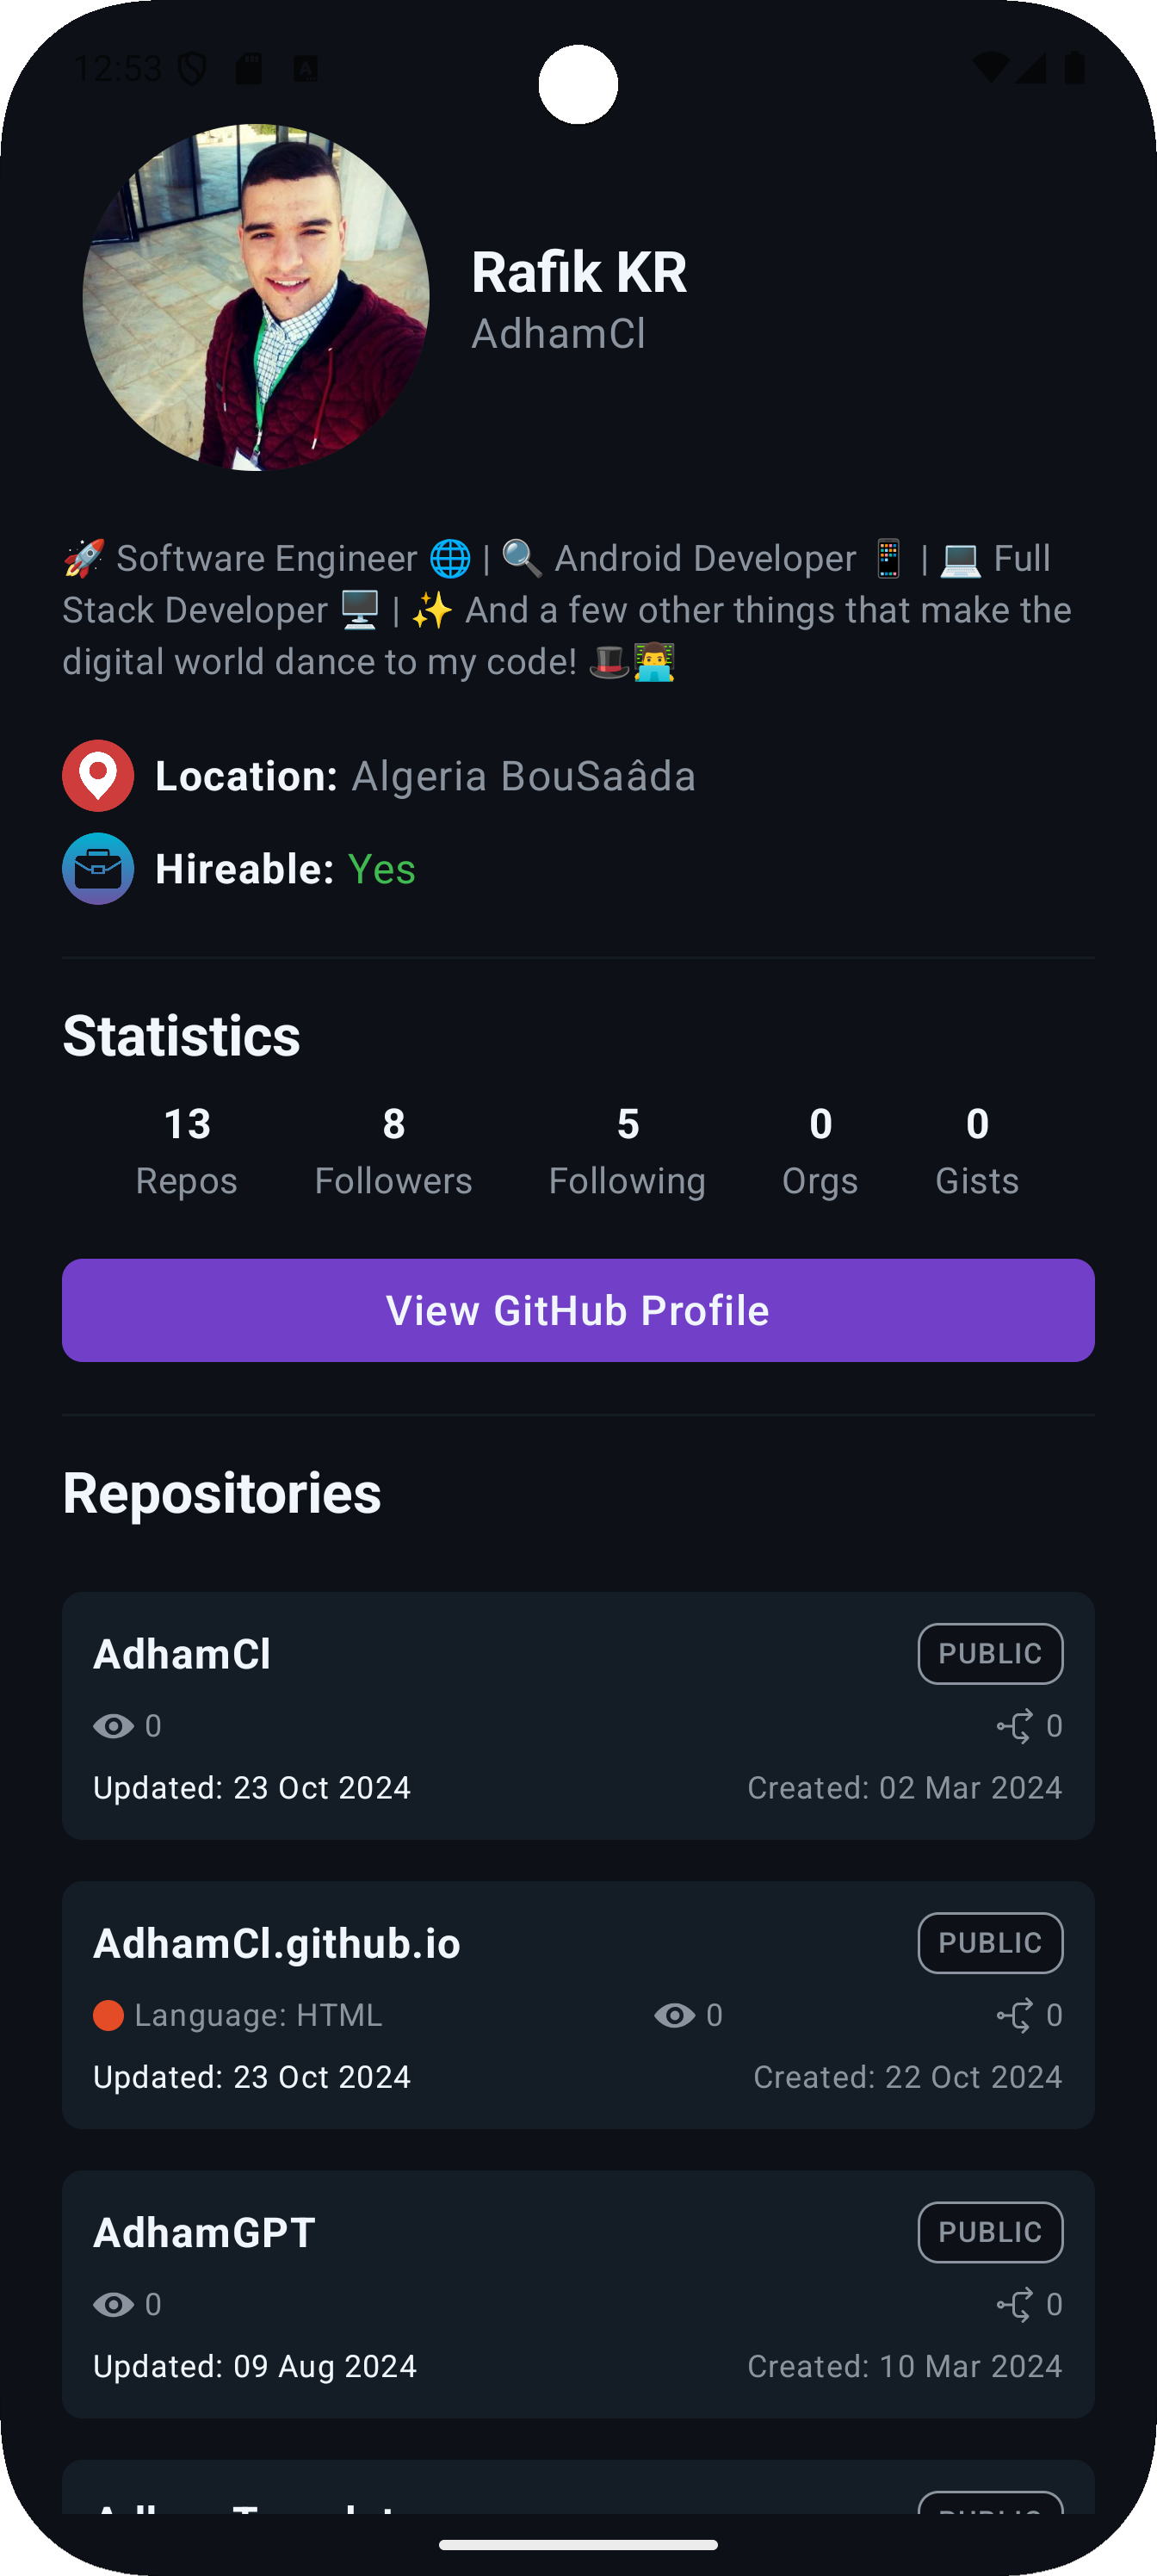 12:53
Rafik KR
AdhamCl
🚀 Software Engineer 🌐 | 🔍 Android Developer 📱 | 💻 Full
Stack Developer 🖥️ | ✨ And a few other things that make the
digital world dance to my code! 🎩👨‍💻
Location: Algeria BouSaâda
Hireable: Yes
Statistics
13 8 5 0 0
Repos Followers Following Orgs Gists
View GitHub Profile
Repositories
AdhamCl PUBLIC
0 0
Updated: 23 Oct 2024 Created: 02 Mar 2024
AdhamCl.github.io PUBLIC
Language: HTML 0 0
Updated: 23 Oct 2024 Created: 22 Oct 2024
AdhamGPT PUBLIC
0 0
Updated: 09 Aug 2024 Created: 10 Mar 2024
PUBLIC